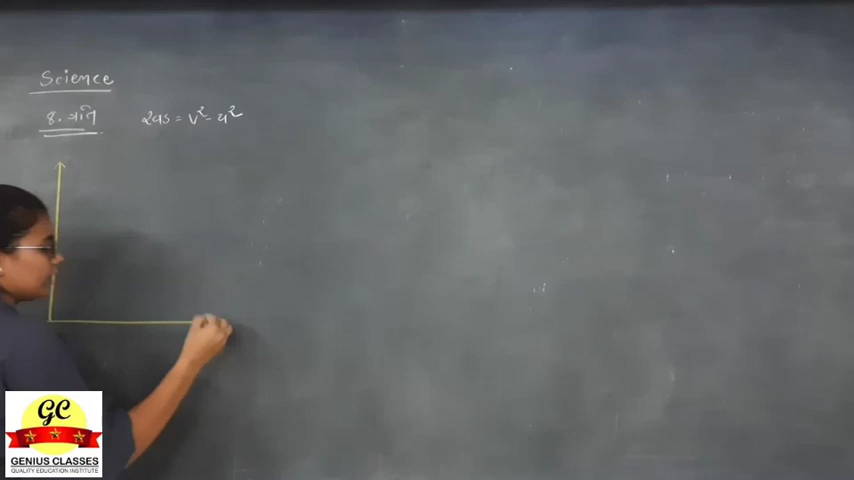 Science
8. ગતિ
2as = v² - u²
GC
GENIUS CLASSES
QUALITY EDUCATION INSTITUTE